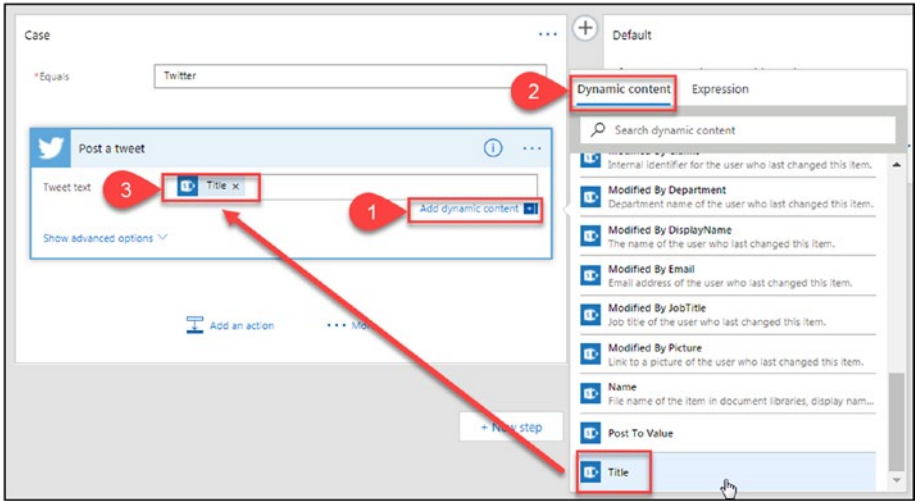 Case
...
Default
*Equals
Twitter
2
Dynamic content
Expression
Search dynamic content
Post a tweet
...
Tweet text
3
Title x
1
Add dynamic content
Show advanced options
Add an action
...
+ New step
Internal identifier for the user who last changed this item.
Modified By Department
Department name of the user who last changed this item.
Modified By DisplayName
The name of the user who last changed this item.
Modified By Email
Email address of the user who last changed this item.
Modified By JobTitle
Job title of the user who last changed this item.
Modified By Picture
Link to a picture of the user who last changed this item.
Name
File name of the item in document libraries, display nam...
Post To Value
Title